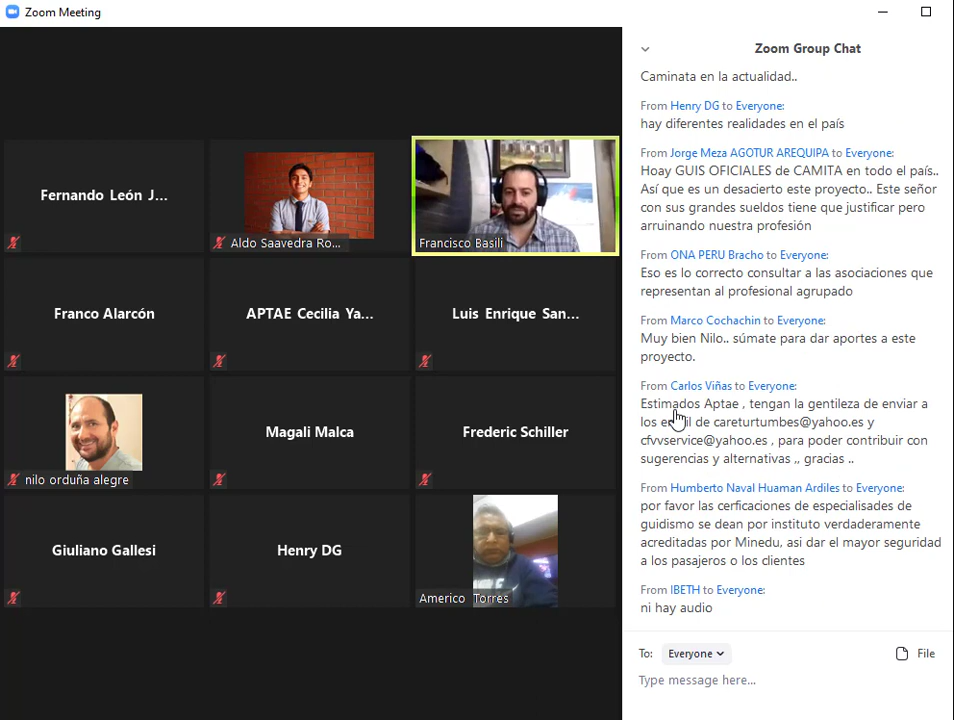 Zoom Meeting
Fernando León J...
Aldo Saavedra Ro...
Francisco Basili
Franco Alarcón
APTAE Cecilia Ya...
Luis Enrique San...
nilo orduña alegre
Magali Malca
Frederic Schiller
Giuliano Gallesi
Henry DG
Americo Torres
Zoom Group Chat
Caminata en la actualidad..
From Henry DG to Everyone:
hay diferentes realidades en el país
From Jorge Meza AGOTUR AREQUIPA to Everyone:
Hoay GUIS OFICIALES de CAMITA en todo el país..
Así que es un desacierto este proyecto.. Este señor
con sus grandes sueldos tiene que justificar pero
arruinando nuestra profesión
From ONA PERU Bracho to Everyone:
Eso es lo correcto consultar a las asociaciones que
representan al profesional agrupado
From Marco Cochachin to Everyone:
Muy bien Nilo.. súmate para dar aportes a este
proyecto.
From Carlos Viñas to Everyone:
Estimados Aptae , tengan la gentileza de enviar a
los de careturtumbes@yahoo.es y
cfvvservice@yahoo.es , para poder contribuir con
sugerencias y alternativas ,, gracias ..
From Humberto Naval Huaman Ardiles to Everyone:
por favor las cerficaciones de especialisades de
guidismo se dean por instituto verdaderamente
acreditadas por Minedu, asi dar el mayor seguridad
a los pasajeros o los clientes
From IBETH to Everyone:
ni hay audio
To: Everyone
File
Type message here...